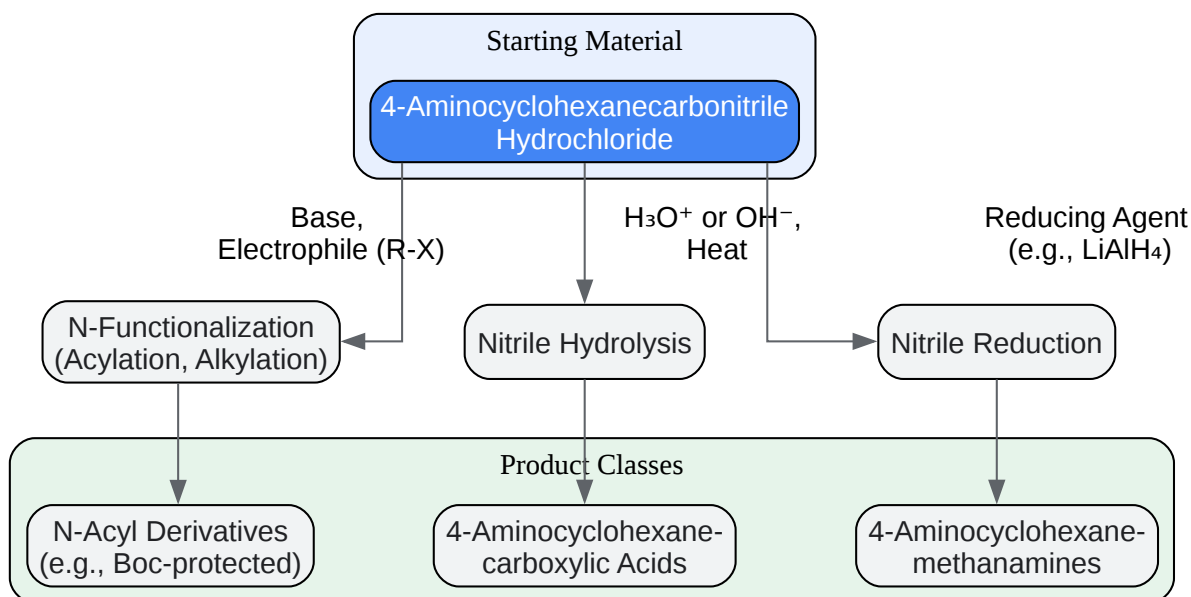 Starting Material
4-Aminocyclohexanecarbonitrile
Hydrochloride
Base,
Electrophile (R-X)
H₃O⁺ or OH⁻,
Heat
Reducing Agent
(e.g., LiAlH₄)
N-Functionalization
(Acylation, Alkylation)
Nitrile Hydrolysis
Nitrile Reduction
Product Classes
N-Acyl Derivatives
(e.g., Boc-protected)
4-Aminocyclohexane-
carboxylic Acids
4-Aminocyclohexane-
methanamines